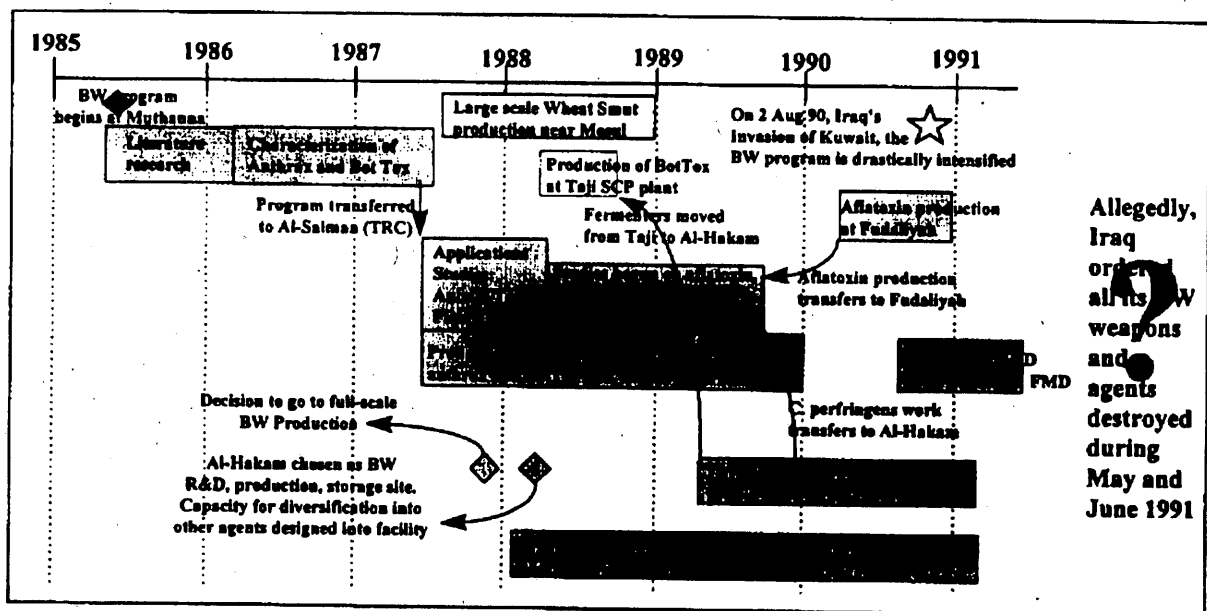 1985 1986 1987 1988 1989 1990 1991
BW Program
begins at Muthanna
Literature
research
Characterization of
Anthrax and Bot Tox
Large scale Wheat Smut
production near Mosul
On 2 Aug 90, Iraq's
Invasion of Kuwait, the
BW program is drastically intensified
Production of BotTox
at Taji SCP plant
Program transferred
to Al-Salman (TRC)
Fermenters moved
from Taji to Al-Hakam
Aflatoxin production
at Fudaliyah
Applications
Aflatoxin production
transfers to Fudaliyah
D
FMD
Decision to go to full-scale
BW Production
C. perfringens work
transfers to Al-Hakam
Al-Hakam chosen as BW
R&D, production, storage site.
Capacity for diversification into
other agents designed into facility
Allegedly,
Iraq
ordered
all its BW
weapons
and
agents
destroyed
during
May and
June 1991
?